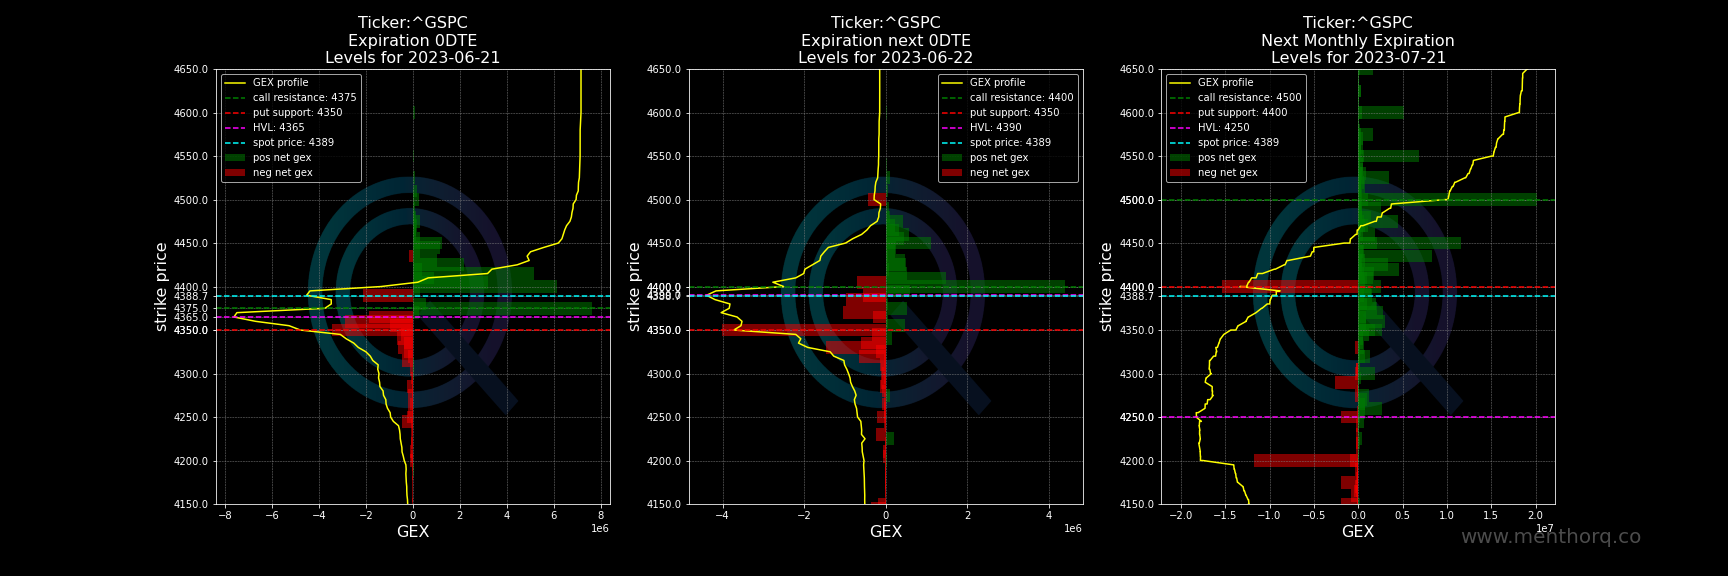 Ticker:^GSPC
Expiration 0DTE
Levels for 2023-06-21
4650.0
4600.0
4550.0
4500.0
4450.0
4400.0
4388.7
4375.0
4365.0
4350.0
4300.0
4250.0
4200.0
4150.0
strike price
GEX profile
call resistance: 4375
put support: 4350
HVL: 4365
spot price: 4389
pos net gex
neg net gex
−8 −6 −4 −2 0 2 4 6 8
1e6
GEX
Ticker:^GSPC
Expiration next 0DTE
Levels for 2023-06-22
4650.0
4600.0
4550.0
4500.0
4450.0
4400.0
4350.0
4300.0
4250.0
4200.0
4150.0
strike price
GEX profile
call resistance: 4400
put support: 4350
HVL: 4390
spot price: 4389
pos net gex
neg net gex
−4 −2 0 2 4
1e6
GEX
Ticker:^GSPC
Next Monthly Expiration
Levels for 2023-07-21
4650.0
4600.0
4550.0
4500.0
4450.0
4400.0
4388.7
4350.0
4300.0
4250.0
4200.0
4150.0
strike price
GEX profile
call resistance: 4500
put support: 4400
HVL: 4250
spot price: 4389
pos net gex
neg net gex
−2.0 −1.5 −1.0 −0.5 0.0 0.5 1.0 1.5 2.0
1e7
GEX
www.menthorq.co